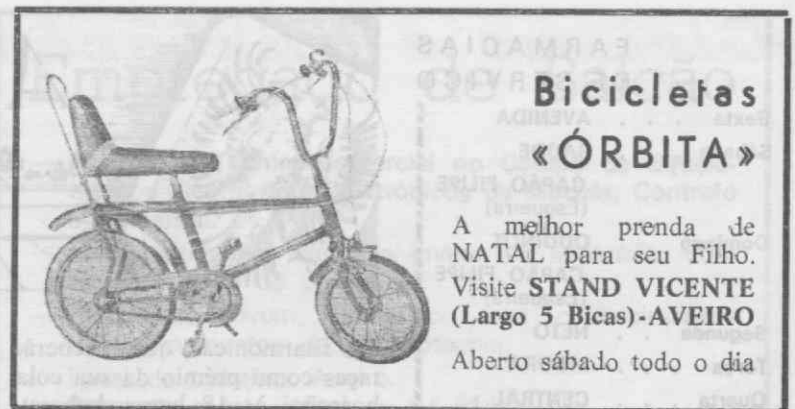 Bicicletas
«ÓRBITA»
A melhor prenda de
NATAL para seu Filho.
Visite STAND VICENTE
(Largo 5 Bicas)-AVEIRO
Aberto sábado todo o dia